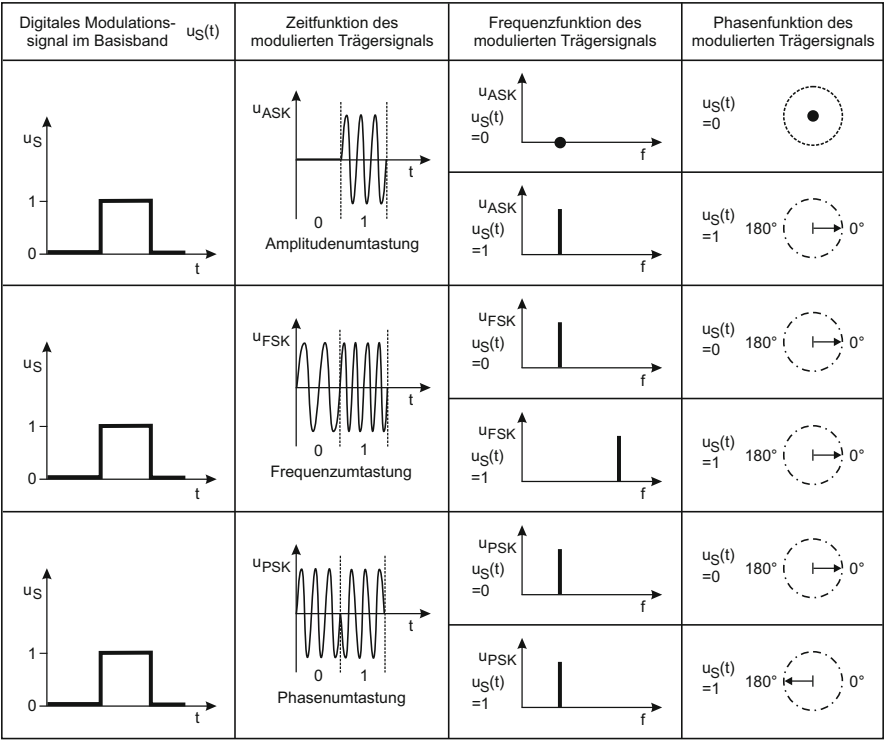 Digitales Modulations-
signal im Basisband uS(t)
Zeitfunktion des
modulierten Trägersignals
Frequenzfunktion des
modulierten Trägersignals
Phasenfunktion des
modulierten Trägersignals
uS
1
0
t
uASK
t
0 1
Amplitudenumtastung
uASK
uS(t)
=0
f
uS(t)
=0
uASK
uS(t)
=1
f
uS(t)
=1
180° 0°
uS
1
0
t
uFSK
t
0 1
Frequenzumtastung
uFSK
uS(t)
=0
f
uS(t)
=0
180° 0°
uFSK
uS(t)
=1
f
uS(t)
=1
180° 0°
uS
1
0
t
uPSK
t
0 1
Phasenumtastung
uPSK
uS(t)
=0
f
uS(t)
=0
180° 0°
uPSK
uS(t)
=1
f
uS(t)
=1
180° 0°